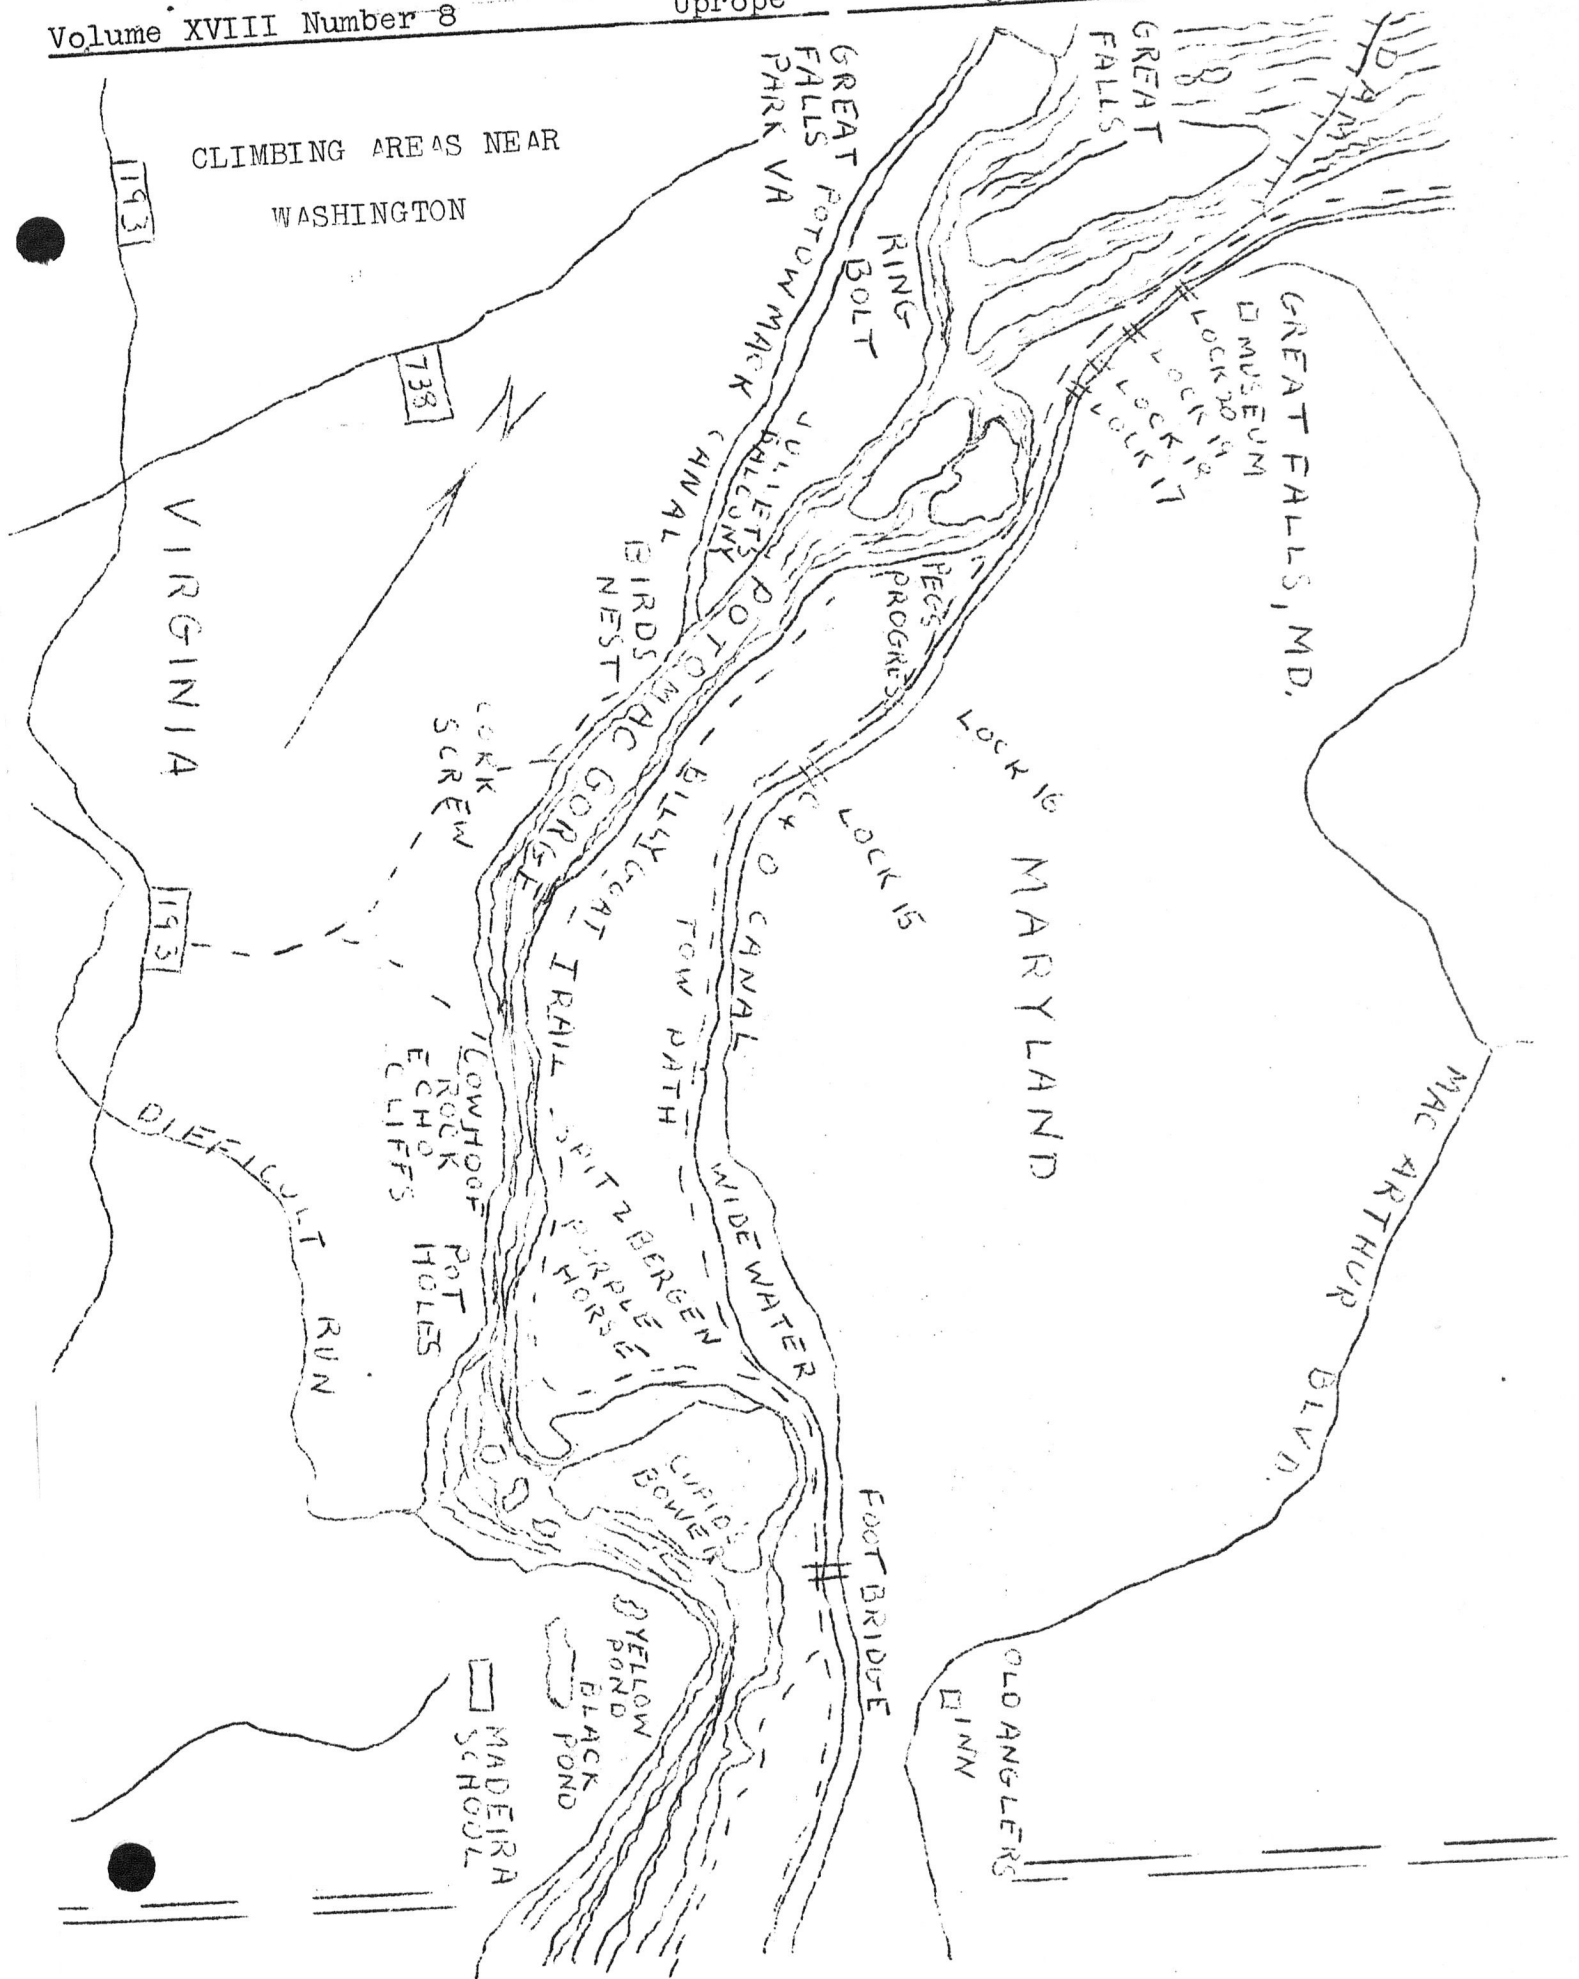 Volume XVIII Number 8
Uprope
CLIMBING AREAS NEAR
WASHINGTON
193
738
N
VIRGINIA
193
DIFFICULT RUN
GREAT
FALLS
PARK VA
GREAT
FALLS
8
DAM
POTOWMACK CANAL
RING
BOLT
JULIETS
BALCONY
BIRDS
NEST
CORK
SCREW
POTOMAC GORGE
PEGS
PROGRESS
GREAT FALLS, MD.
MUSEUM
LOCK 20
LOCK 19
LOCK 18
LOCK 17
LOCK 16
LOCK 15
C & O CANAL
TOW PATH
BILLY GOAT TRAIL
MARYLAND
MAC ARTHUR BLVD.
COWHOOF
ROCK
ECHO
CLIFFS
POT
HOLES
SPITZBERGEN
PURPLE
HORSE
WIDEWATER
CUPID'S
BOWER
FOOT BRIDGE
YELLOW
POND
BLACK
POND
MADEIRA
SCHOOL
OLD ANGLERS
INN